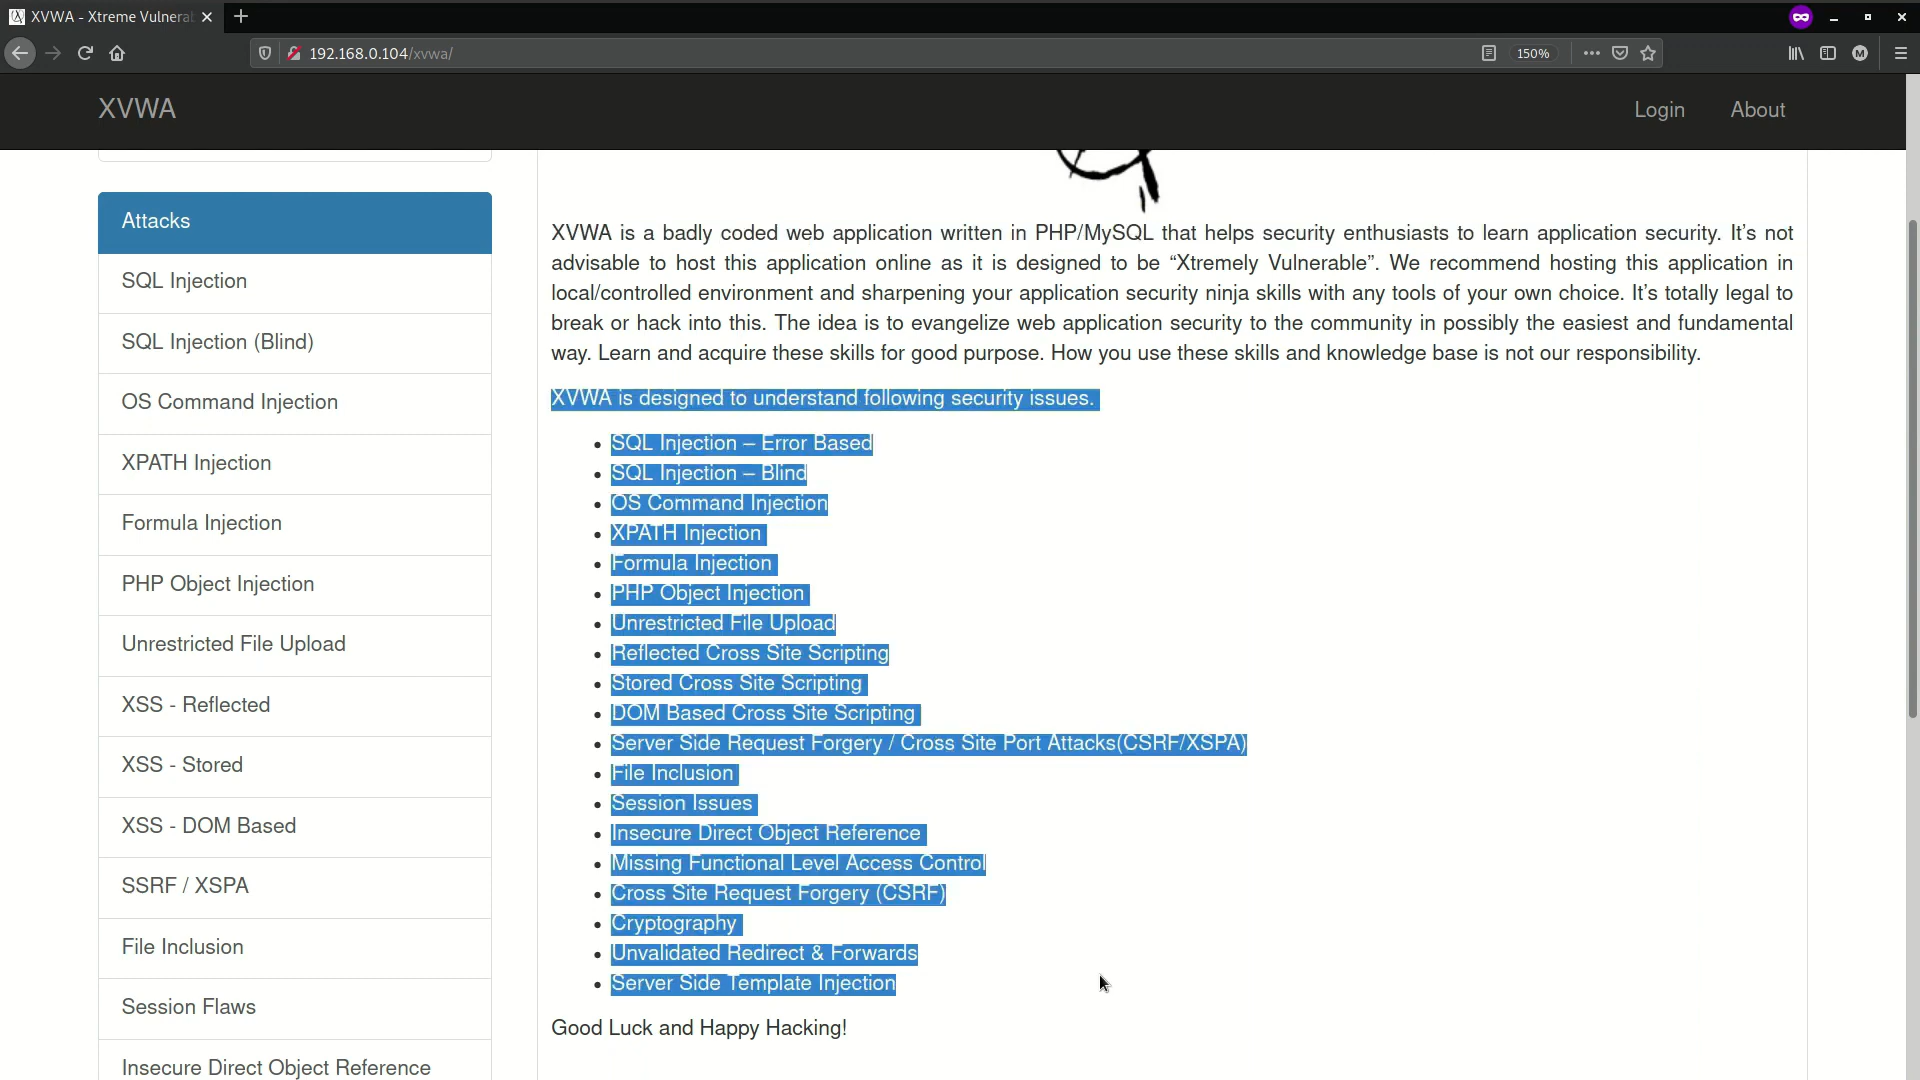 XVWA - Xtreme Vulnera
192.168.0.104/xvwa/
150%
M
XVWA
Login
About
Attacks
SQL Injection
SQL Injection (Blind)
OS Command Injection
XPATH Injection
Formula Injection
PHP Object Injection
Unrestricted File Upload
XSS - Reflected
XSS - Stored
XSS - DOM Based
SSRF / XSPA
File Inclusion
Session Flaws
Insecure Direct Object Reference
XVWA is a badly coded web application written in PHP/MySQL that helps security enthusiasts to learn application security. It’s not
advisable to host this application online as it is designed to be “Xtremely Vulnerable”. We recommend hosting this application in
local/controlled environment and sharpening your application security ninja skills with any tools of your own choice. It’s totally legal to
break or hack into this. The idea is to evangelize web application security to the community in possibly the easiest and fundamental
way. Learn and acquire these skills for good purpose. How you use these skills and knowledge base is not our responsibility.
XVWA is designed to understand following security issues.
SQL Injection – Error Based
SQL Injection – Blind
OS Command Injection
XPATH Injection
Formula Injection
PHP Object Injection
Unrestricted File Upload
Reflected Cross Site Scripting
Stored Cross Site Scripting
DOM Based Cross Site Scripting
Server Side Request Forgery / Cross Site Port Attacks(CSRF/XSPA)
File Inclusion
Session Issues
Insecure Direct Object Reference
Missing Functional Level Access Control
Cross Site Request Forgery (CSRF)
Cryptography
Unvalidated Redirect & Forwards
Server Side Template Injection
Good Luck and Happy Hacking!